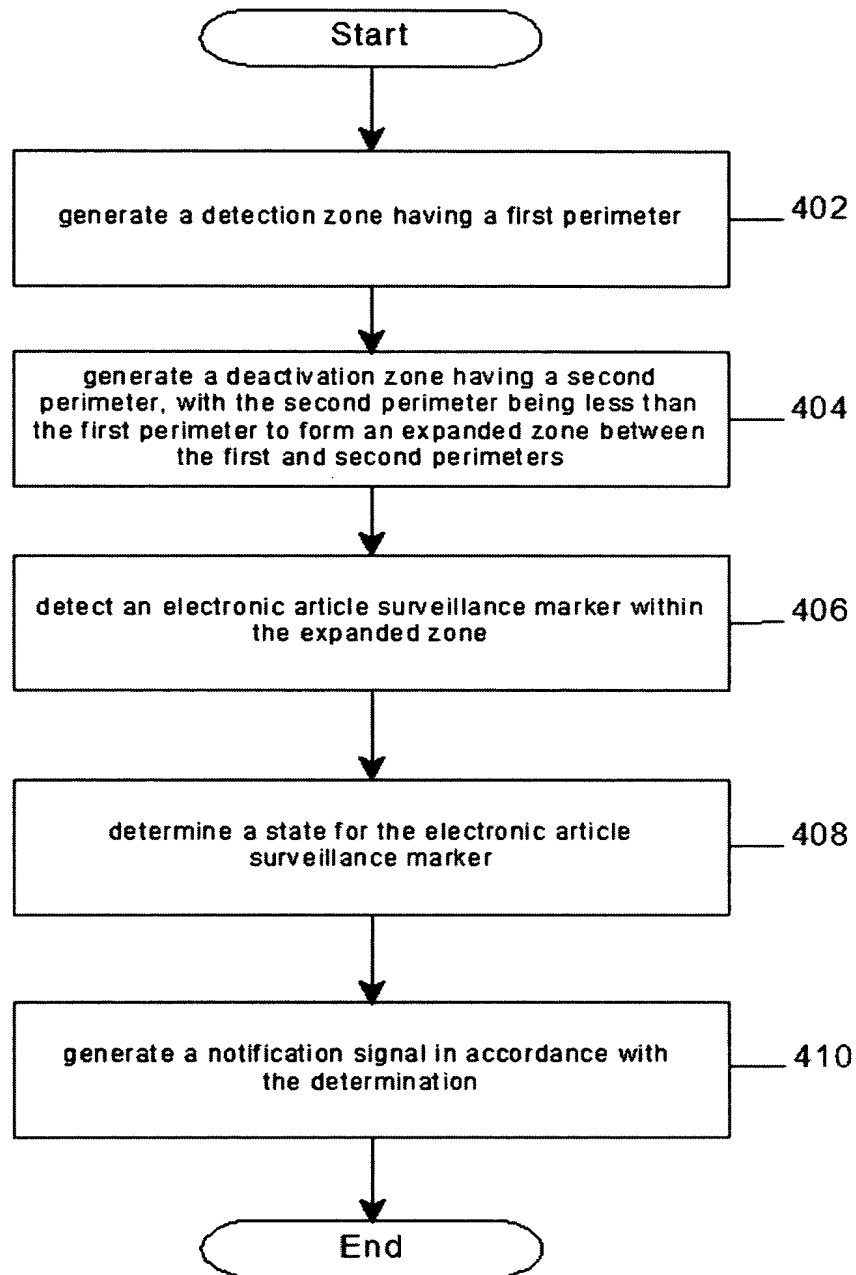 Start
generate a detection zone having a first perimeter
402
generate a deactivation zone having a second
perimeter, with the second perimeter being less than
the first perimeter to form an expanded zone between
the first and second perimeters
404
detect an electronic article surveillance marker within
the expanded zone
406
determine a state for the electronic article
surveillance marker
408
generate a notification signal in accordance with
the determination
410
End